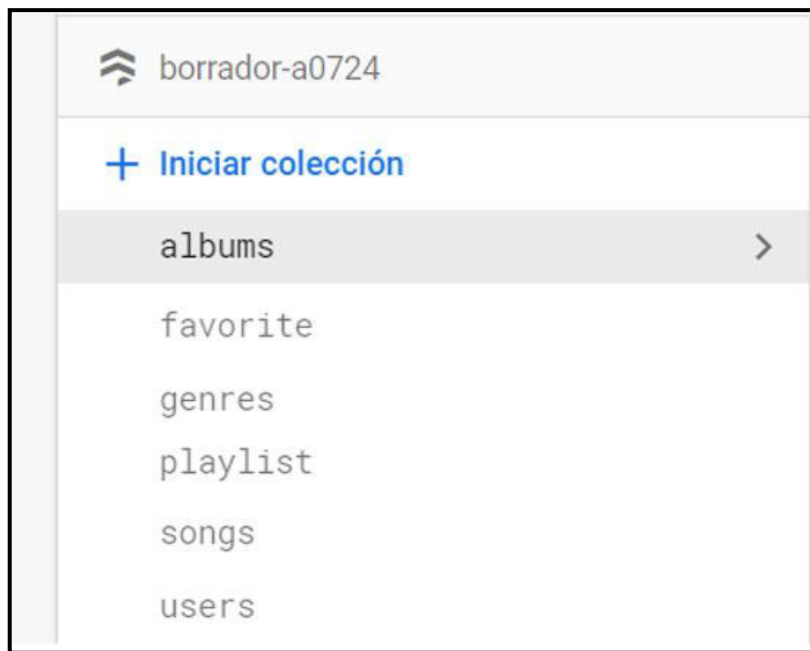 borrador-a0724
+ Iniciar colección
albums
favorite
genres
playlist
songs
users